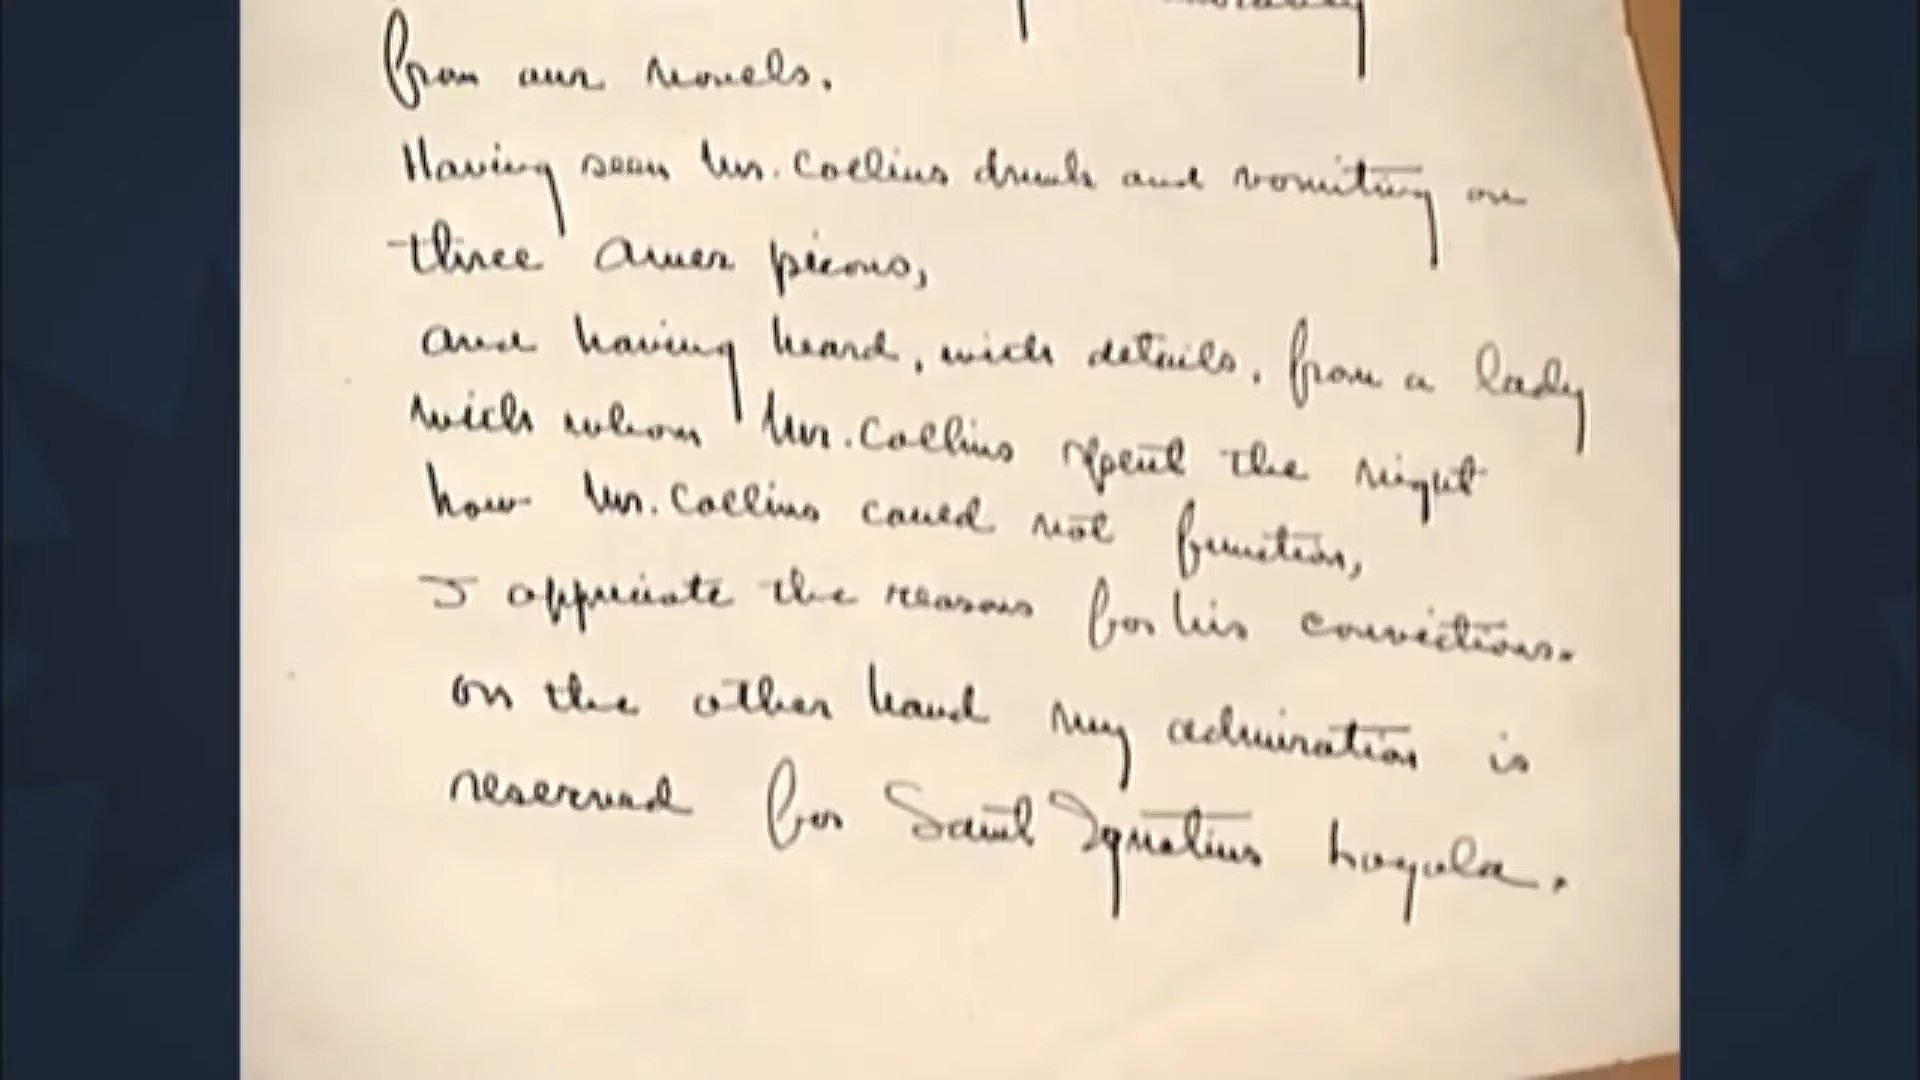 from our novels.
Having seen Mr. Collins drunk and vomiting on
three amer picons,
and having heard, with details, from a lady
with whom Mr. Collins spent the night
how Mr. Collins could not function,
I appreciate the reasons for his convictions.
on the other hand my admiration is
reserved for Saint Ignatius Loyola.